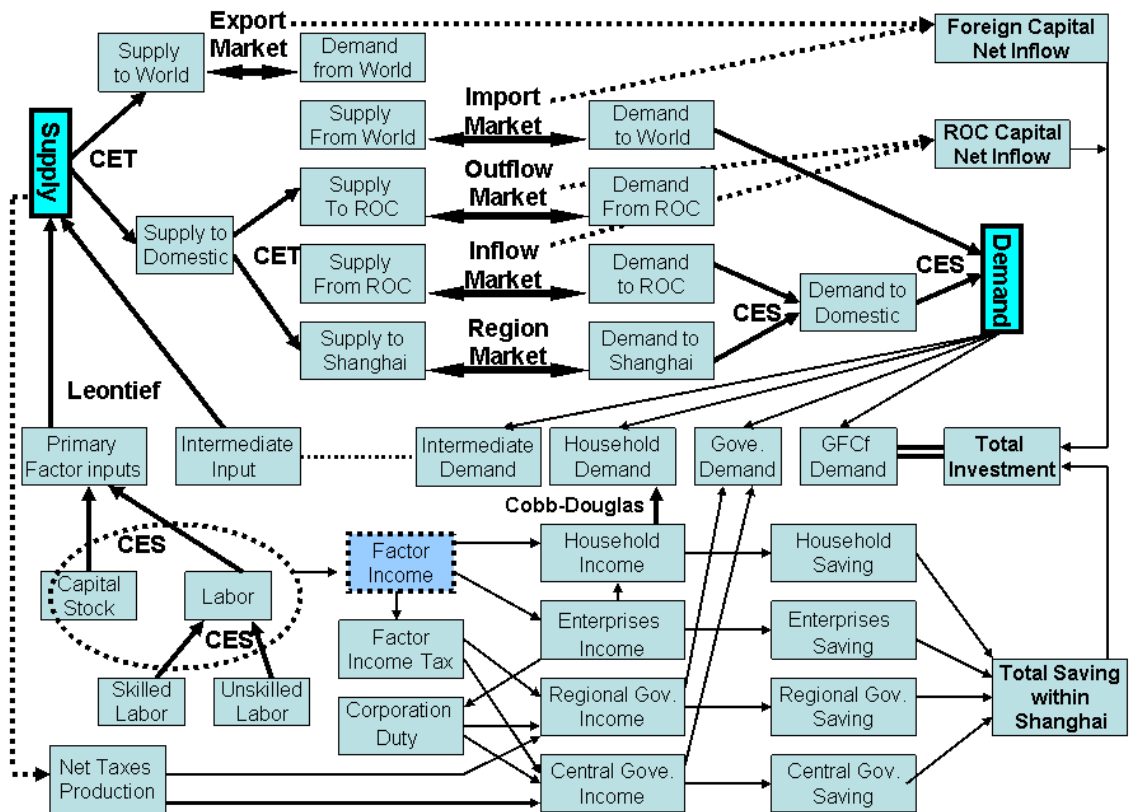 Export
Market
Supply
to World
Demand
from World
Foreign Capital
Net Inflow
Import
Market
Supply
From World
Demand
to World
ROC Capital
Net Inflow
Supply
CET
Outflow
Market
Supply
To ROC
Demand
From ROC
Supply to
Domestic
CET
Inflow
Market
Supply
From ROC
Demand
to ROC
CES
Demand to
Domestic
CES
Demand
Region
Market
Supply to
Shanghai
Demand to
Shanghai
Leontief
Primary
Factor inputs
Intermediate
Input
Intermediate
Demand
Household
Demand
Gove.
Demand
GFCf
Demand
Total
Investment
Cobb-Douglas
CES
Capital
Stock
Labor
CES
Skilled
Labor
Unskilled
Labor
Factor
Income
Household
Income
Household
Saving
Factor
Income Tax
Enterprises
Income
Enterprises
Saving
Corporation
Duty
Regional Gov.
Income
Regional Gov.
Saving
Total Saving
within
Shanghai
Net Taxes
Production
Central Gove.
Income
Central Gov.
Saving